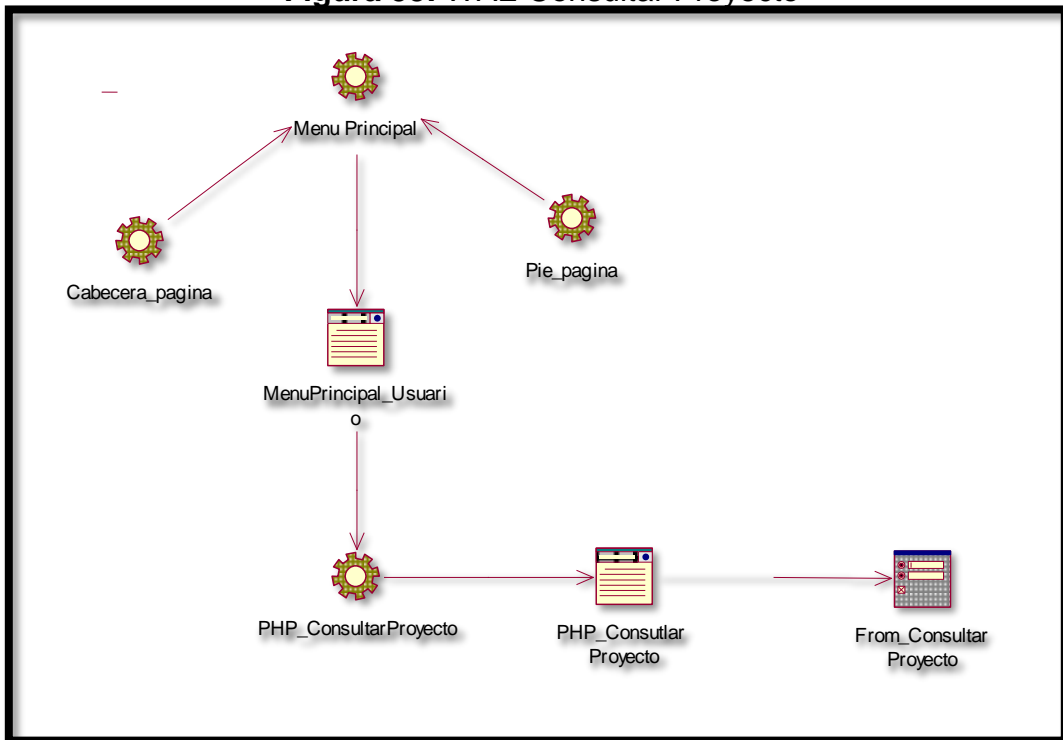 Menu Principal
Cabecera_pagina
Pie_pagina
MenuPrincipal_Usuari
o
PHP_ConsultarProyecto
PHP_Consutlar
Proyecto
From_Consultar
Proyecto